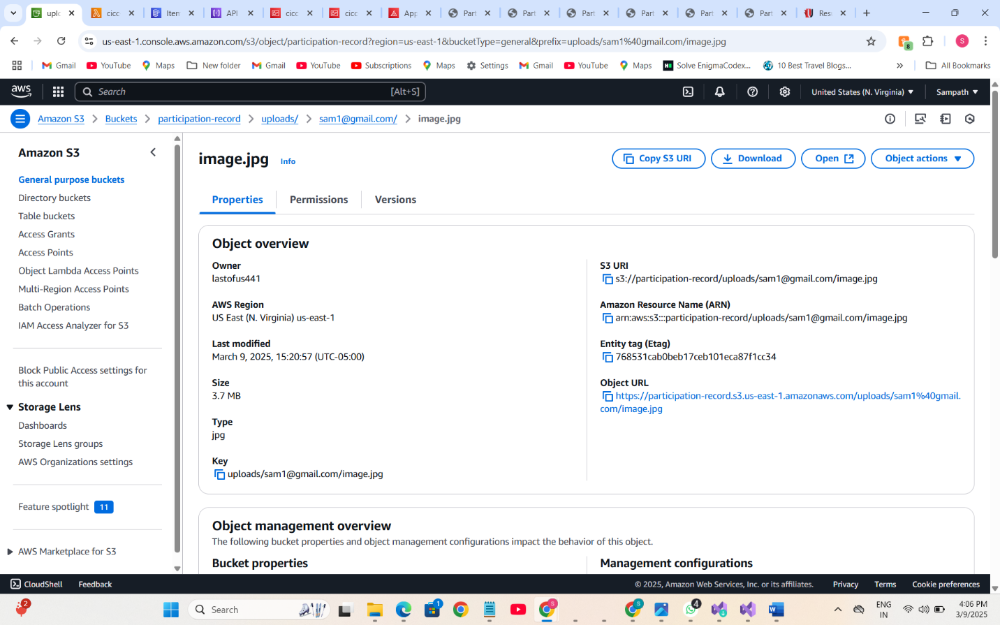 uplo
cicc
Item
API
cicc
cicc
App
Part
Part
Part
Part
Part
Part
Res
us-east-1.console.aws.amazon.com/s3/object/participation-record?region=us-east-1&bucketType=general&prefix=uploads/sam1%40gmail.com/image.jpg
8
S
Gmail
YouTube
Maps
New folder
Gmail
YouTube
Subscriptions
Maps
Settings
Gmail
YouTube
Maps
Solve EnigmaCodex...
10 Best Travel Blogs...
All Bookmarks
aws
Search
[Alt+S]
United States (N. Virginia)
Sampath
Amazon S3
Buckets
participation-record
uploads/
sam1@gmail.com/
image.jpg
Amazon S3
General purpose buckets
Directory buckets
Table buckets
Access Grants
Access Points
Object Lambda Access Points
Multi-Region Access Points
Batch Operations
IAM Access Analyzer for S3
Block Public Access settings for
this account
Storage Lens
Dashboards
Storage Lens groups
AWS Organizations settings
Feature spotlight 11
AWS Marketplace for S3
image.jpg
Info
Copy S3 URI
Download
Open
Object actions
Properties
Permissions
Versions
Object overview
Owner
lastofus441
AWS Region
US East (N. Virginia) us-east-1
Last modified
March 9, 2025, 15:20:57 (UTC-05:00)
Size
3.7 MB
Type
jpg
Key
uploads/sam1@gmail.com/image.jpg
S3 URI
s3://participation-record/uploads/sam1@gmail.com/image.jpg
Amazon Resource Name (ARN)
arn:aws:s3:::participation-record/uploads/sam1@gmail.com/image.jpg
Entity tag (Etag)
768531cab0beb17ceb101eca87f1cc34
Object URL
https://participation-record.s3.us-east-1.amazonaws.com/uploads/sam1%40gmail.
com/image.jpg
Object management overview
The following bucket properties and object management configurations impact the behavior of this object.
Bucket properties
Management configurations
CloudShell
Feedback
© 2025, Amazon Web Services, Inc. or its affiliates.
Privacy
Terms
Cookie preferences
2
Search
1
S
S
4
ENG
IN
4:06 PM
3/9/2025